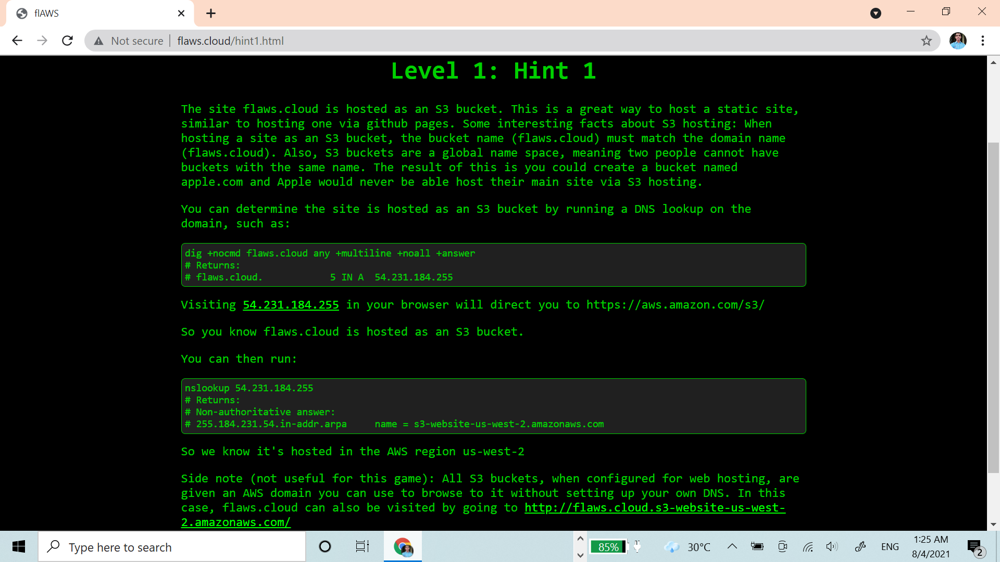 flAWS
Not secure | flaws.cloud/hint1.html
Level 1: Hint 1
The site flaws.cloud is hosted as an S3 bucket. This is a great way to host a static site,
similar to hosting one via github pages. Some interesting facts about S3 hosting: When
hosting a site as an S3 bucket, the bucket name (flaws.cloud) must match the domain name
(flaws.cloud). Also, S3 buckets are a global name space, meaning two people cannot have
buckets with the same name. The result of this is you could create a bucket named
apple.com and Apple would never be able host their main site via S3 hosting.
You can determine the site is hosted as an S3 bucket by running a DNS lookup on the
domain, such as:
dig +nocmd flaws.cloud any +multiline +noall +answer
# Returns:
# flaws.cloud.            5 IN A  54.231.184.255
Visiting 54.231.184.255 in your browser will direct you to https://aws.amazon.com/s3/
So you know flaws.cloud is hosted as an S3 bucket.
You can then run:
nslookup 54.231.184.255
# Returns:
# Non-authoritative answer:
# 255.184.231.54.in-addr.arpa     name = s3-website-us-west-2.amazonaws.com
So we know it's hosted in the AWS region us-west-2
Side note (not useful for this game): All S3 buckets, when configured for web hosting, are
given an AWS domain you can use to browse to it without setting up your own DNS. In this
case, flaws.cloud can also be visited by going to http://flaws.cloud.s3-website-us-west-
2.amazonaws.com/
Type here to search
85%
30°C
ENG
1:25 AM
8/4/2021
2